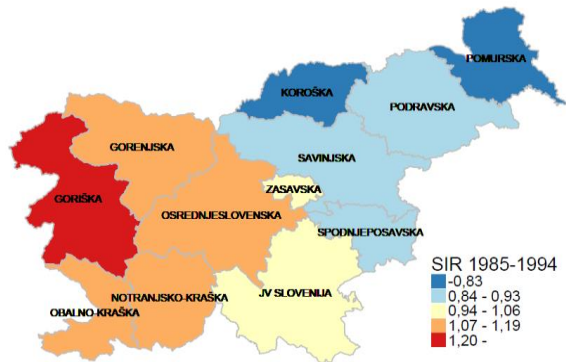 POMURSKA
KOROŠKA
PODRAVSKA
GORENJSKA
SAVINJSKA
ZASAVSKA
GORIŠKA
OSREDNJESLOVENSKA
SPODNJEPOSAVSKA
JV SLOVENIJA
NOTRANJSKO-KRAŠKA
OBALNO-KRAŠKA
SIR 1985-1994
-0,83
0,84 - 0,93
0,94 - 1,06
1,07 - 1,19
1,20 -